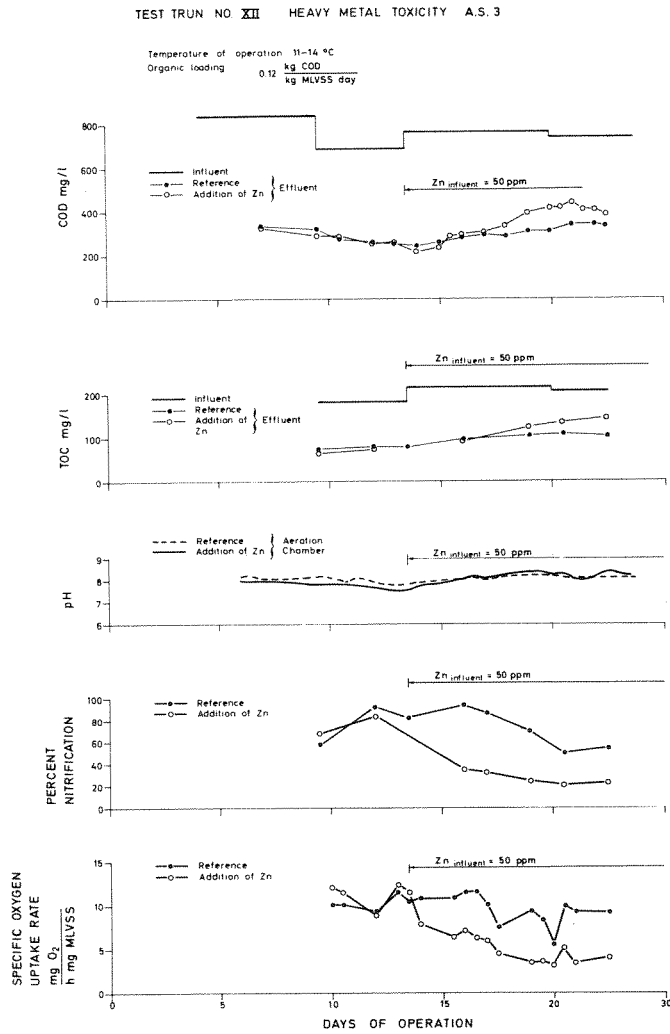 TEST TRUN NO. XII HEAVY METAL TOXICITY A.S. 3
Temperature of operation 11-14 °C
Organic loading 0.12 kg COD
kg MLVSS day
800
600
400
200
0
COD mg/l
Influent
Reference
Addition of Zn
Effluent
Zn influent = 50 ppm
Zn influent = 50 ppm
200
100
0
TOC mg/l
Influent
Reference
Addition of
Zn
Effluent
Reference
Addition of Zn
Aeration
Chamber
Zn influent = 50 ppm
9
8
7
6
pH
Zn influent = 50 ppm
100
80
60
40
20
0
PERCENT
NITRIFICATION
Reference
Addition of Zn
15
10
5
0
SPECIFIC OXYGEN
UPTAKE RATE
mg O2
h mg MLVSS
Reference
Addition of Zn
Zn influent = 50 ppm
0 5 10 15 20 25 30
DAYS OF OPERATION